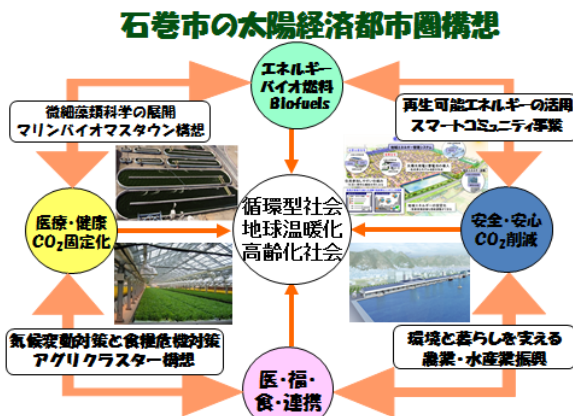 石巻市の太陽経済都市圏構想
エネルギー
バイオ燃料
Biofuels
微細藻類科学の展開
マリンバイオマスタウン構想
再生可能エネルギーの活用
スマートコミュニティ事業
医療・健康
CO₂固定化
循環型社会
地球温暖化
高齢化社会
安全・安心
CO₂削減
気候変動対策と食糧危機対策
アグリクラスター構想
環境と暮らしを支える
農業・水産業振興
医・福・
食・連携